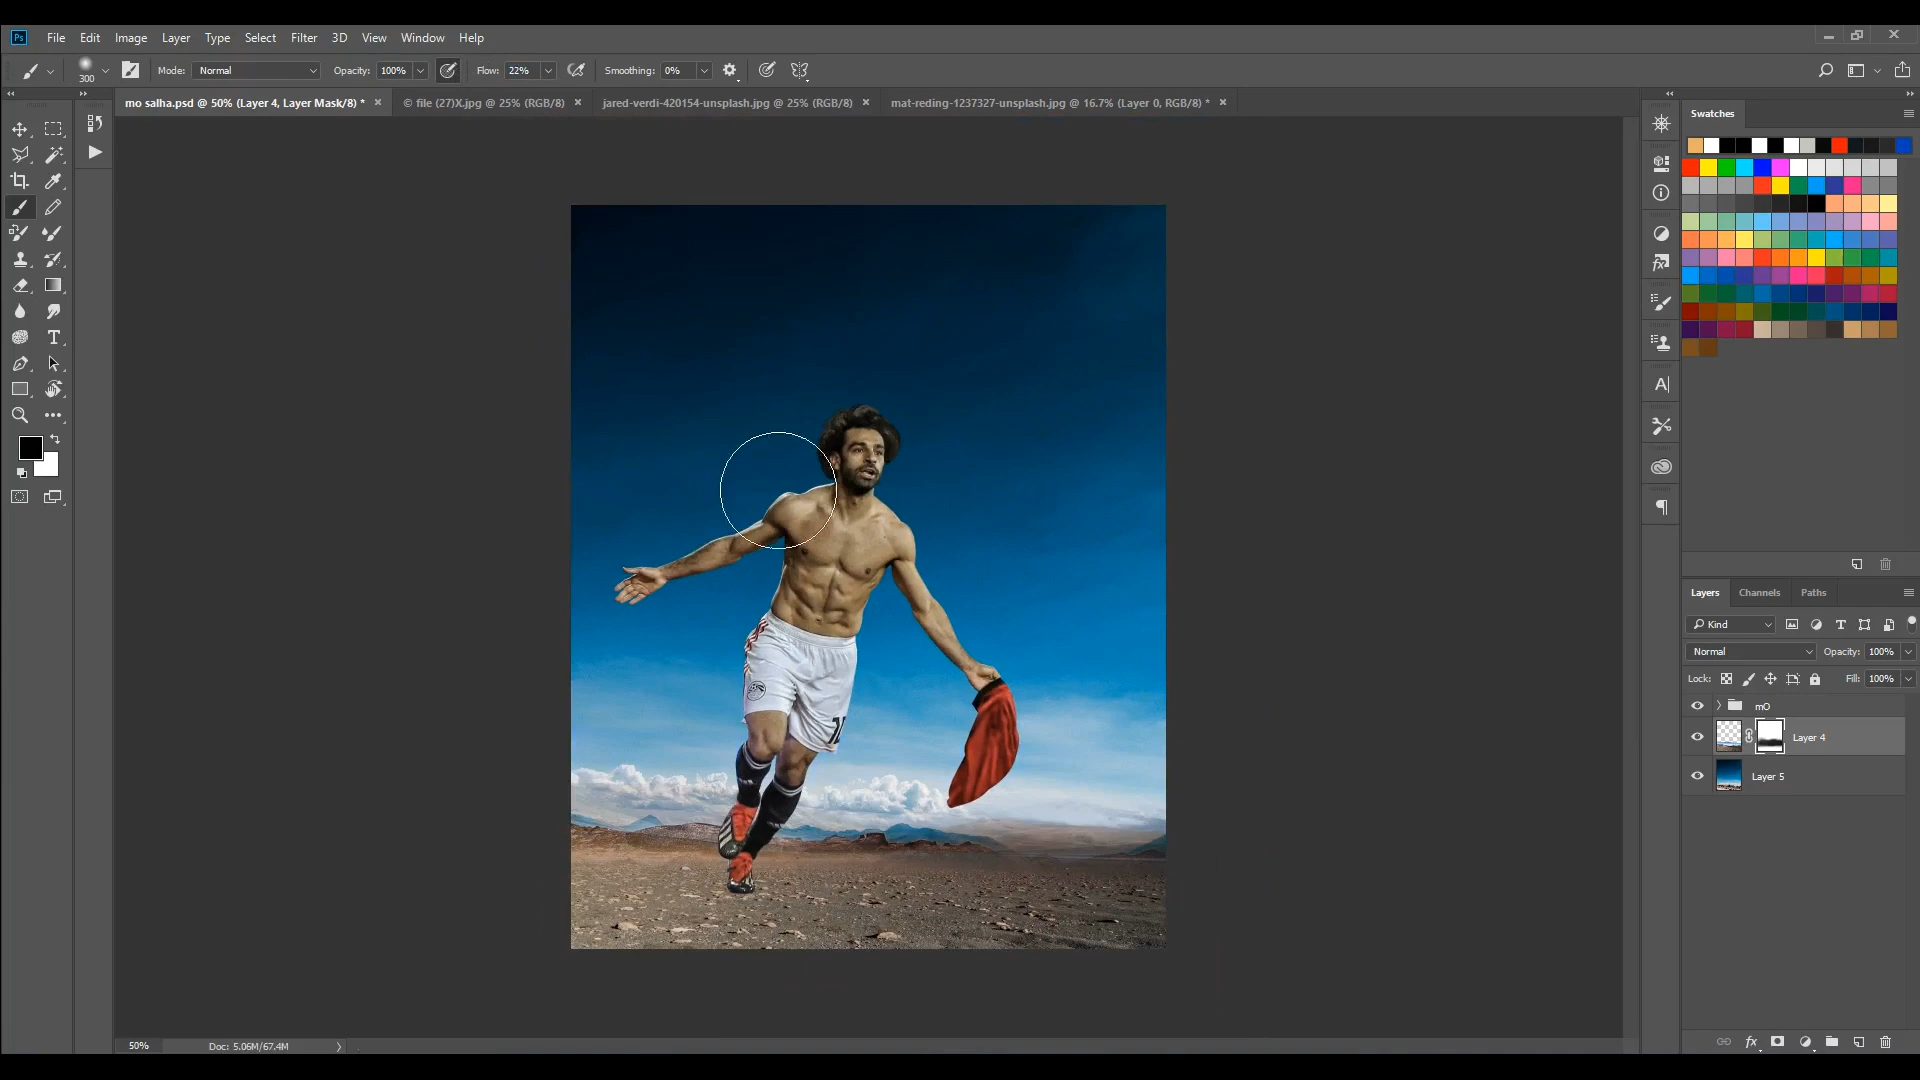 Ps File Edit Image Layer Type Select Filter 3D View Window Help
300 Mode: Normal Opacity: 100% Flow: 22% Smoothing: 0%
mo salha.psd @ 50% (Layer 4, Layer Mask/8) * × © file (27)X.jpg @ 25% (RGB/8) × jared-verdi-420154-unsplash.jpg @ 25% (RGB/8) × mat-reding-1237327-unsplash.jpg @ 16.7% (Layer 0, RGB/8) * ×
Swatches
Layers Channels Paths
Kind
Normal Opacity: 100%
Lock: Fill: 100%
mO
Layer 4
Layer 5
fx
50% Doc: 5.06M/67.4M